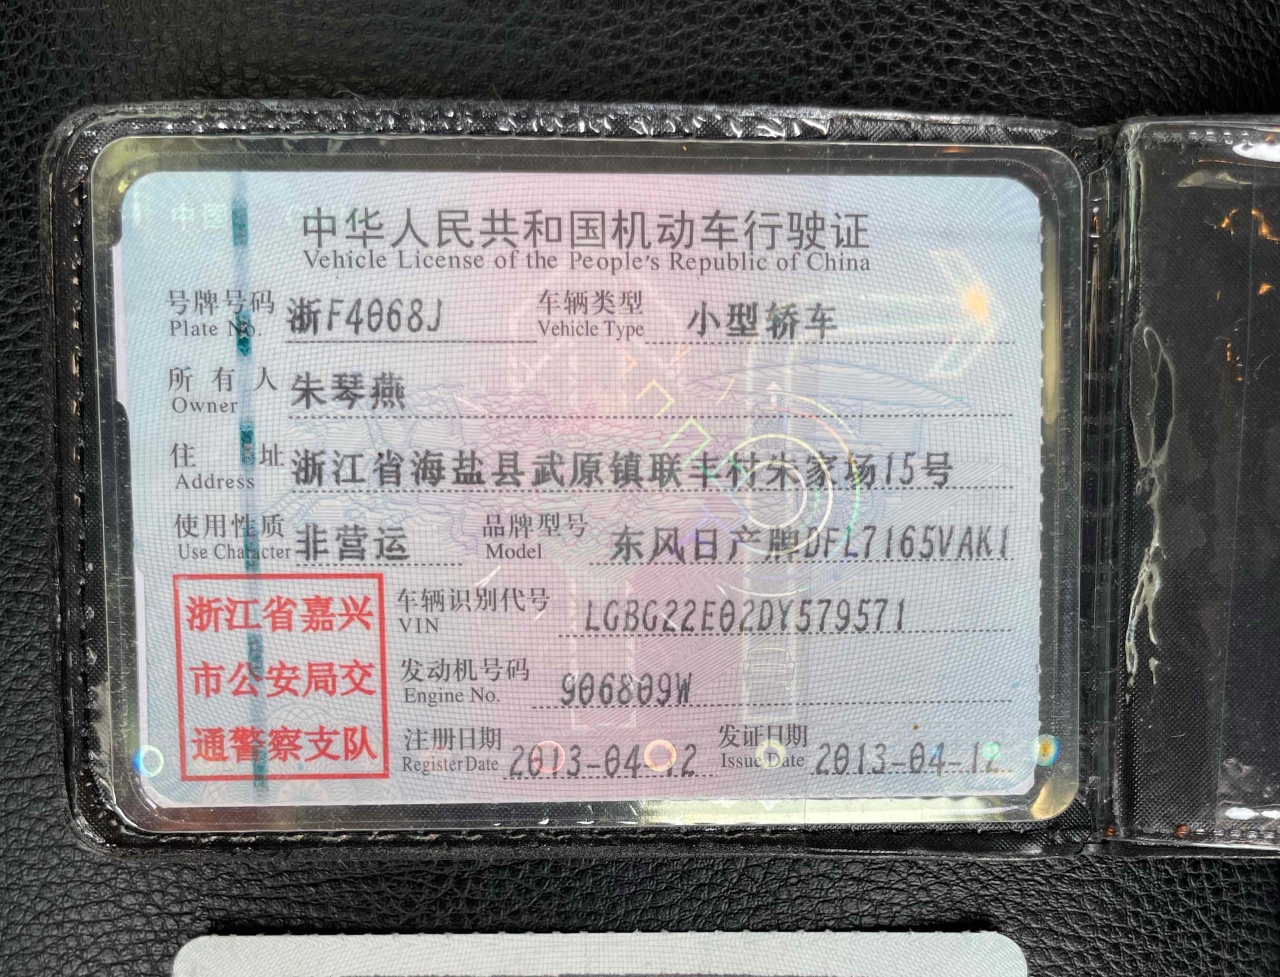 中国
中华人民共和国机动车行驶证
Vehicle License of the People's Republic of China
号牌号码 浙F4068J 车辆类型 小型轿车
Plate No. Vehicle Type
所有人 朱琴燕
Owner
住址 浙江省海盐县武原镇联丰村朱家场15号
Address
使用性质 非营运 品牌型号 东风日产牌DFL7165VAK1
Use Character Model
浙江省嘉兴
市公安局交
通警察支队
车辆识别代号 LGBG22E02DY579571
VIN
发动机号码 906809W
Engine No.
注册日期 2013-04-12 发证日期 2013-04-12
Register Date Issue Date